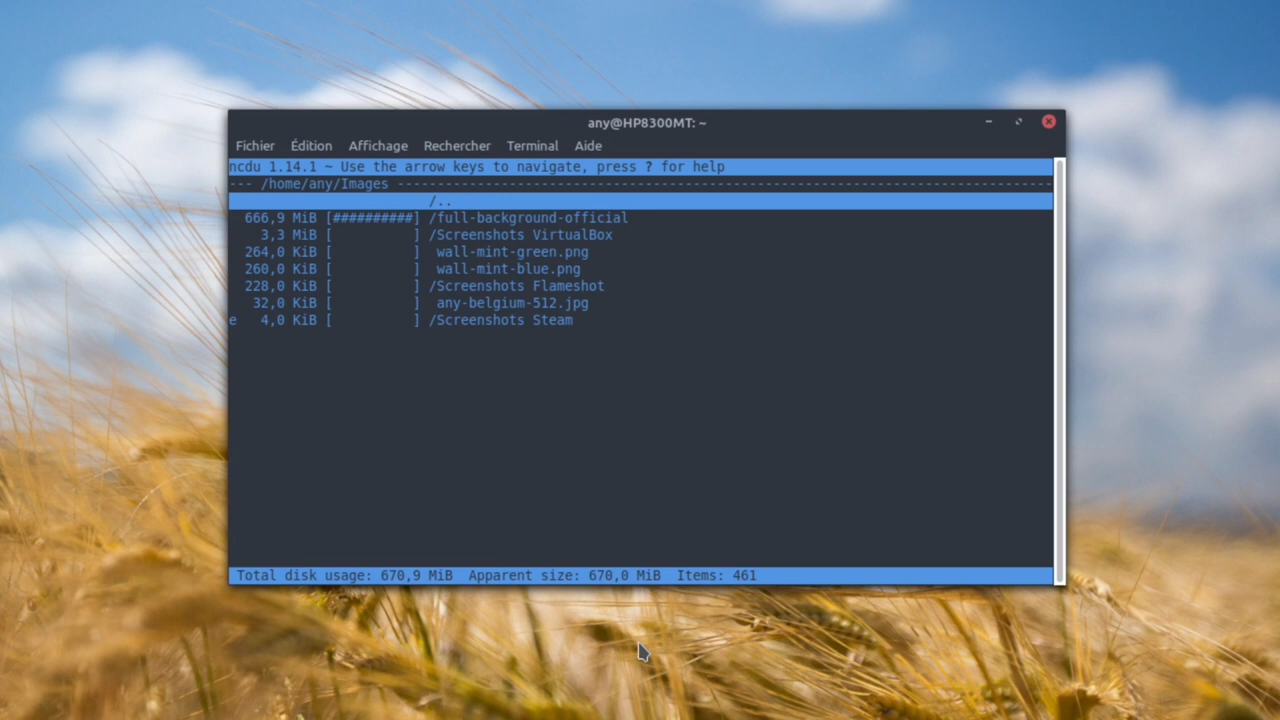 any@HP8300MT: ~
Fichier Édition Affichage Rechercher Terminal Aide
ncdu 1.14.1 ~ Use the arrow keys to navigate, press ? for help
--- /home/any/Images ----------------------------------------------------------------------------------
/..
666,9 MiB [##########] /full-background-official
3,3 MiB [          ] /Screenshots VirtualBox
264,0 KiB [          ]  wall-mint-green.png
260,0 KiB [          ]  wall-mint-blue.png
228,0 KiB [          ] /Screenshots Flameshot
32,0 KiB [          ]  any-belgium-512.jpg
e   4,0 KiB [          ] /Screenshots Steam
Total disk usage: 670,9 MiB  Apparent size: 670,0 MiB  Items: 461